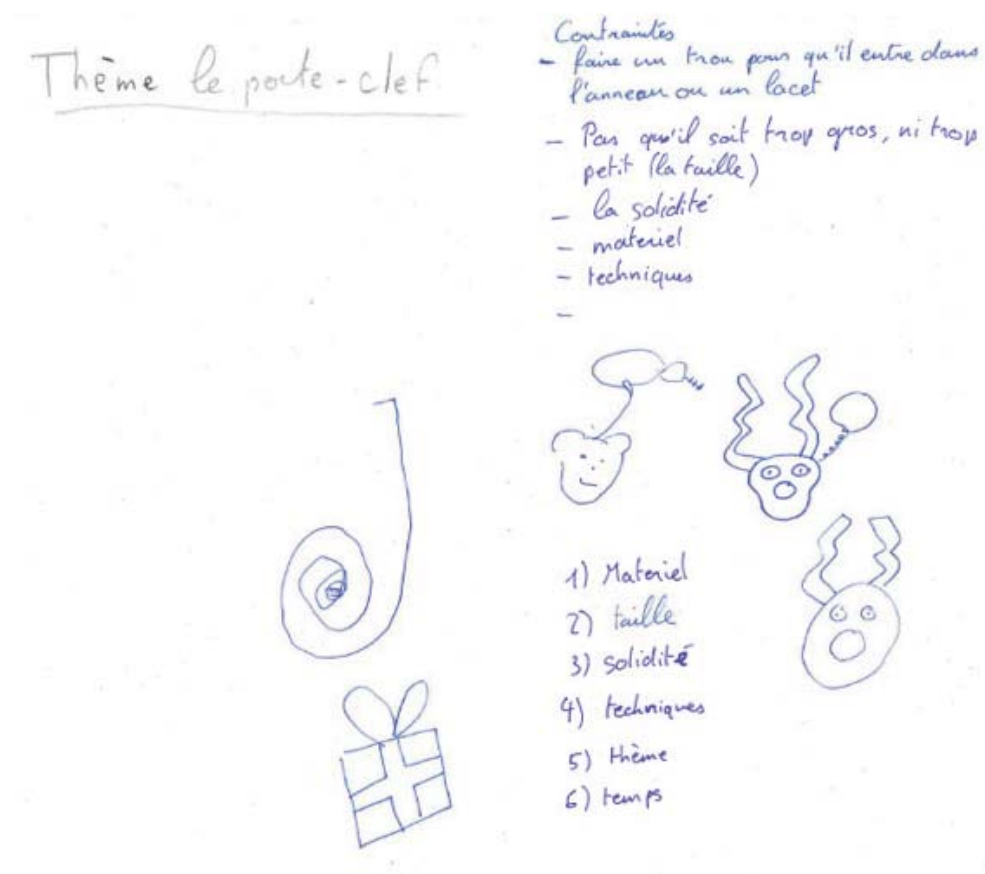 Thème le porte-clef.
Contraintes
- faire un trou pour qu'il entre dans
l'anneau ou un lacet
- Pas qu'il soit trop gros, ni trop
petit (la taille)
- la solidité
- materiel
- techniques
-
1) Materiel
2) taille
3) solidité
4) techniques
5) thème
6) temps